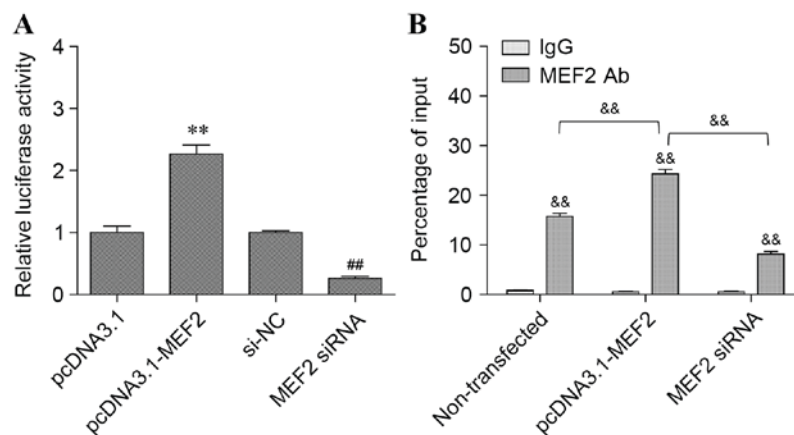 A
Relative luciferase activity
4
3
2
1
0
**
##
pcDNA3.1
pcDNA3.1-MEF2
si-NC
MEF2 siRNA
B
Percentage of input
50
40
30
20
10
0
IgG
MEF2 Ab
&&
&&
&&
&&
&&
Non-transfected
pcDNA3.1-MEF2
MEF2 siRNA